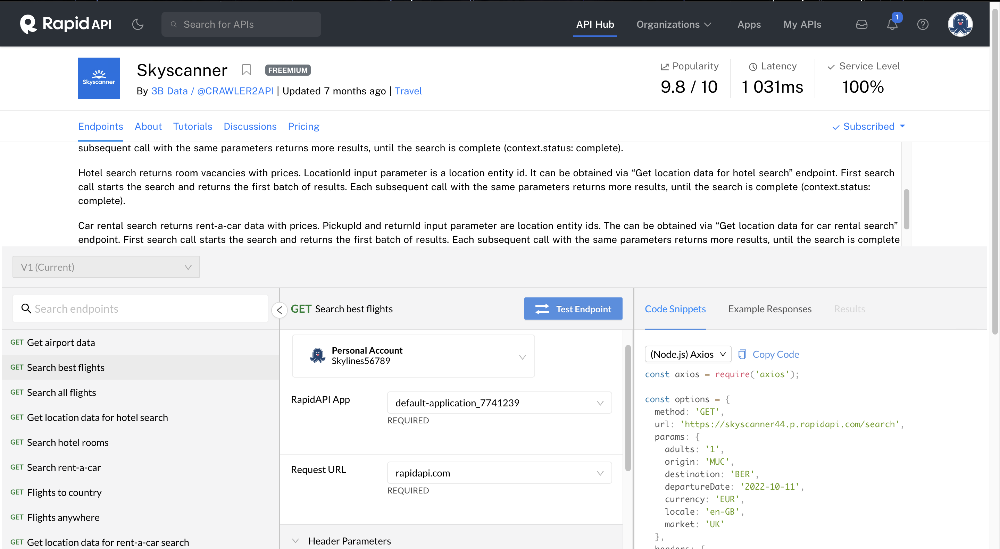 Rapid API
Search for APIs
API Hub
Organizations
Apps
My APIs
1
Skyscanner
Skyscanner
FREEMIUM
By 3B Data / @CRAWLER2API | Updated 7 months ago | Travel
Popularity
9.8 / 10
Latency
1 031ms
Service Level
100%
Endpoints
About
Tutorials
Discussions
Pricing
Subscribed
subsequent call with the same parameters returns more results, until the search is complete (context.status: complete).
Hotel search returns room vacancies with prices. LocationId input parameter is a location entity id. It can be obtained via “Get location data for hotel search” endpoint. First search
call starts the search and returns the first batch of results. Each subsequent call with the same parameters returns more results, until the search is complete (context.status:
complete).
Car rental search returns rent-a-car data with prices. PickupId and returnId input parameter are location entity ids. The can be obtained via “Get location data for car rental search”
endpoint. First search call starts the search and returns the first batch of results. Each subsequent call with the same parameters returns more results, until the search is complete
V1 (Current)
Search endpoints
GET Get airport data
GET Search best flights
GET Search all flights
GET Get location data for hotel search
GET Search hotel rooms
GET Search rent-a-car
GET Flights to country
GET Flights anywhere
GET Get location data for rent-a-car search
GET Search best flights
Test Endpoint
Personal Account
Skylines56789
RapidAPI App
default-application_7741239
REQUIRED
Request URL
rapidapi.com
REQUIRED
Header Parameters
Code Snippets
Example Responses
Results
(Node.js) Axios
Copy Code
const axios = require('axios');
const options = {
method: 'GET',
url: 'https://skyscanner44.p.rapidapi.com/search',
params: {
adults: '1',
origin: 'MUC',
destination: 'BER',
departureDate: '2022-10-11',
currency: 'EUR',
locale: 'en-GB',
market: 'UK'
},
headers: {